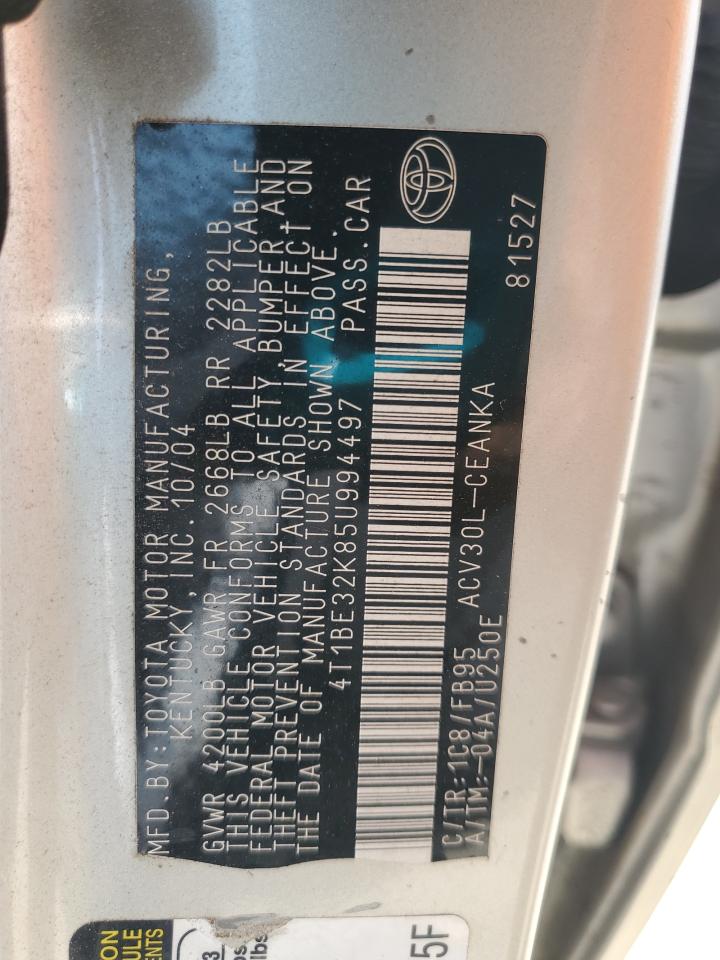 MFD.BY:TOYOTA MOTOR MANUFACTURING,
KENTUCKY,INC. 10/04
GVWR 4200LB GAWR FR 2668LB RR 2282LB
THIS VEHICLE CONFORMS TO ALL APPLICABLE
FEDERAL MOTOR VEHICLE SAFETY,BUMPER,AND
THEFT PREVENTION STANDARDS IN EFFECT ON
THE DATE OF MANUFACTURE SHOWN ABOVE.
4T1BE32K85U994497 PASS.CAR
C/TR:1C8/FB95 ACV30L-CEANKA
A/TM:-04A/U250E 81527
5F